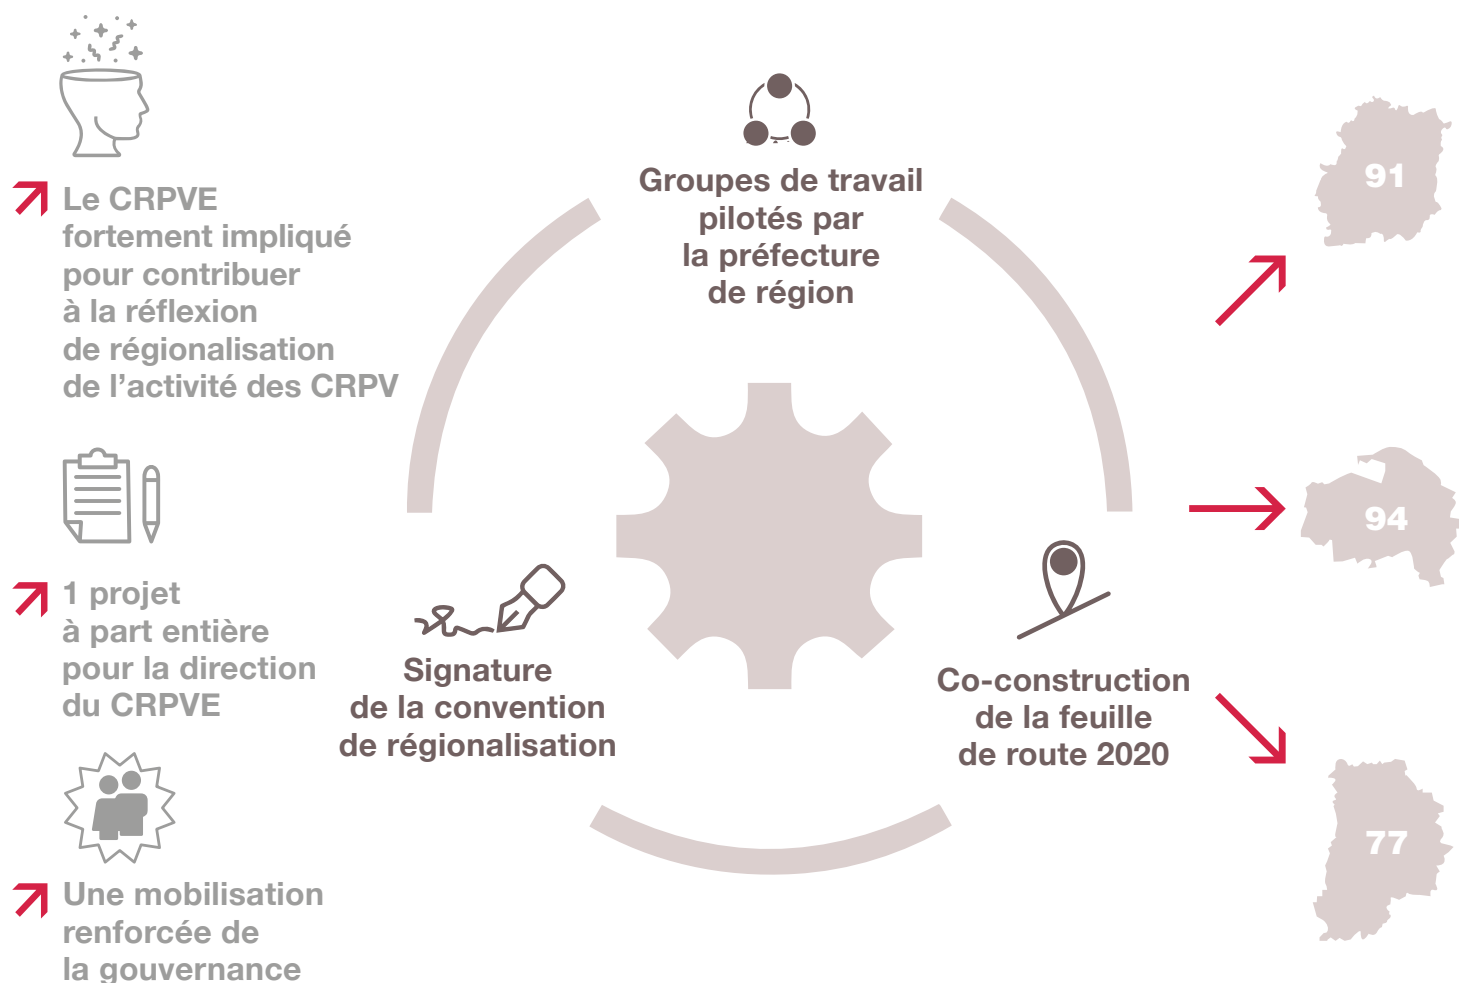 Le CRPVE
fortement impliqué
pour contribuer
à la réflexion
de régionalisation
de l'activité des CRPV
1 projet
à part entière
pour la direction
du CRPVE
Une mobilisation
renforcée de
la gouvernance
Groupes de travail
pilotés par
la préfecture
de région
Signature
de la convention
de régionalisation
Co-construction
de la feuille
de route 2020
91
94
77